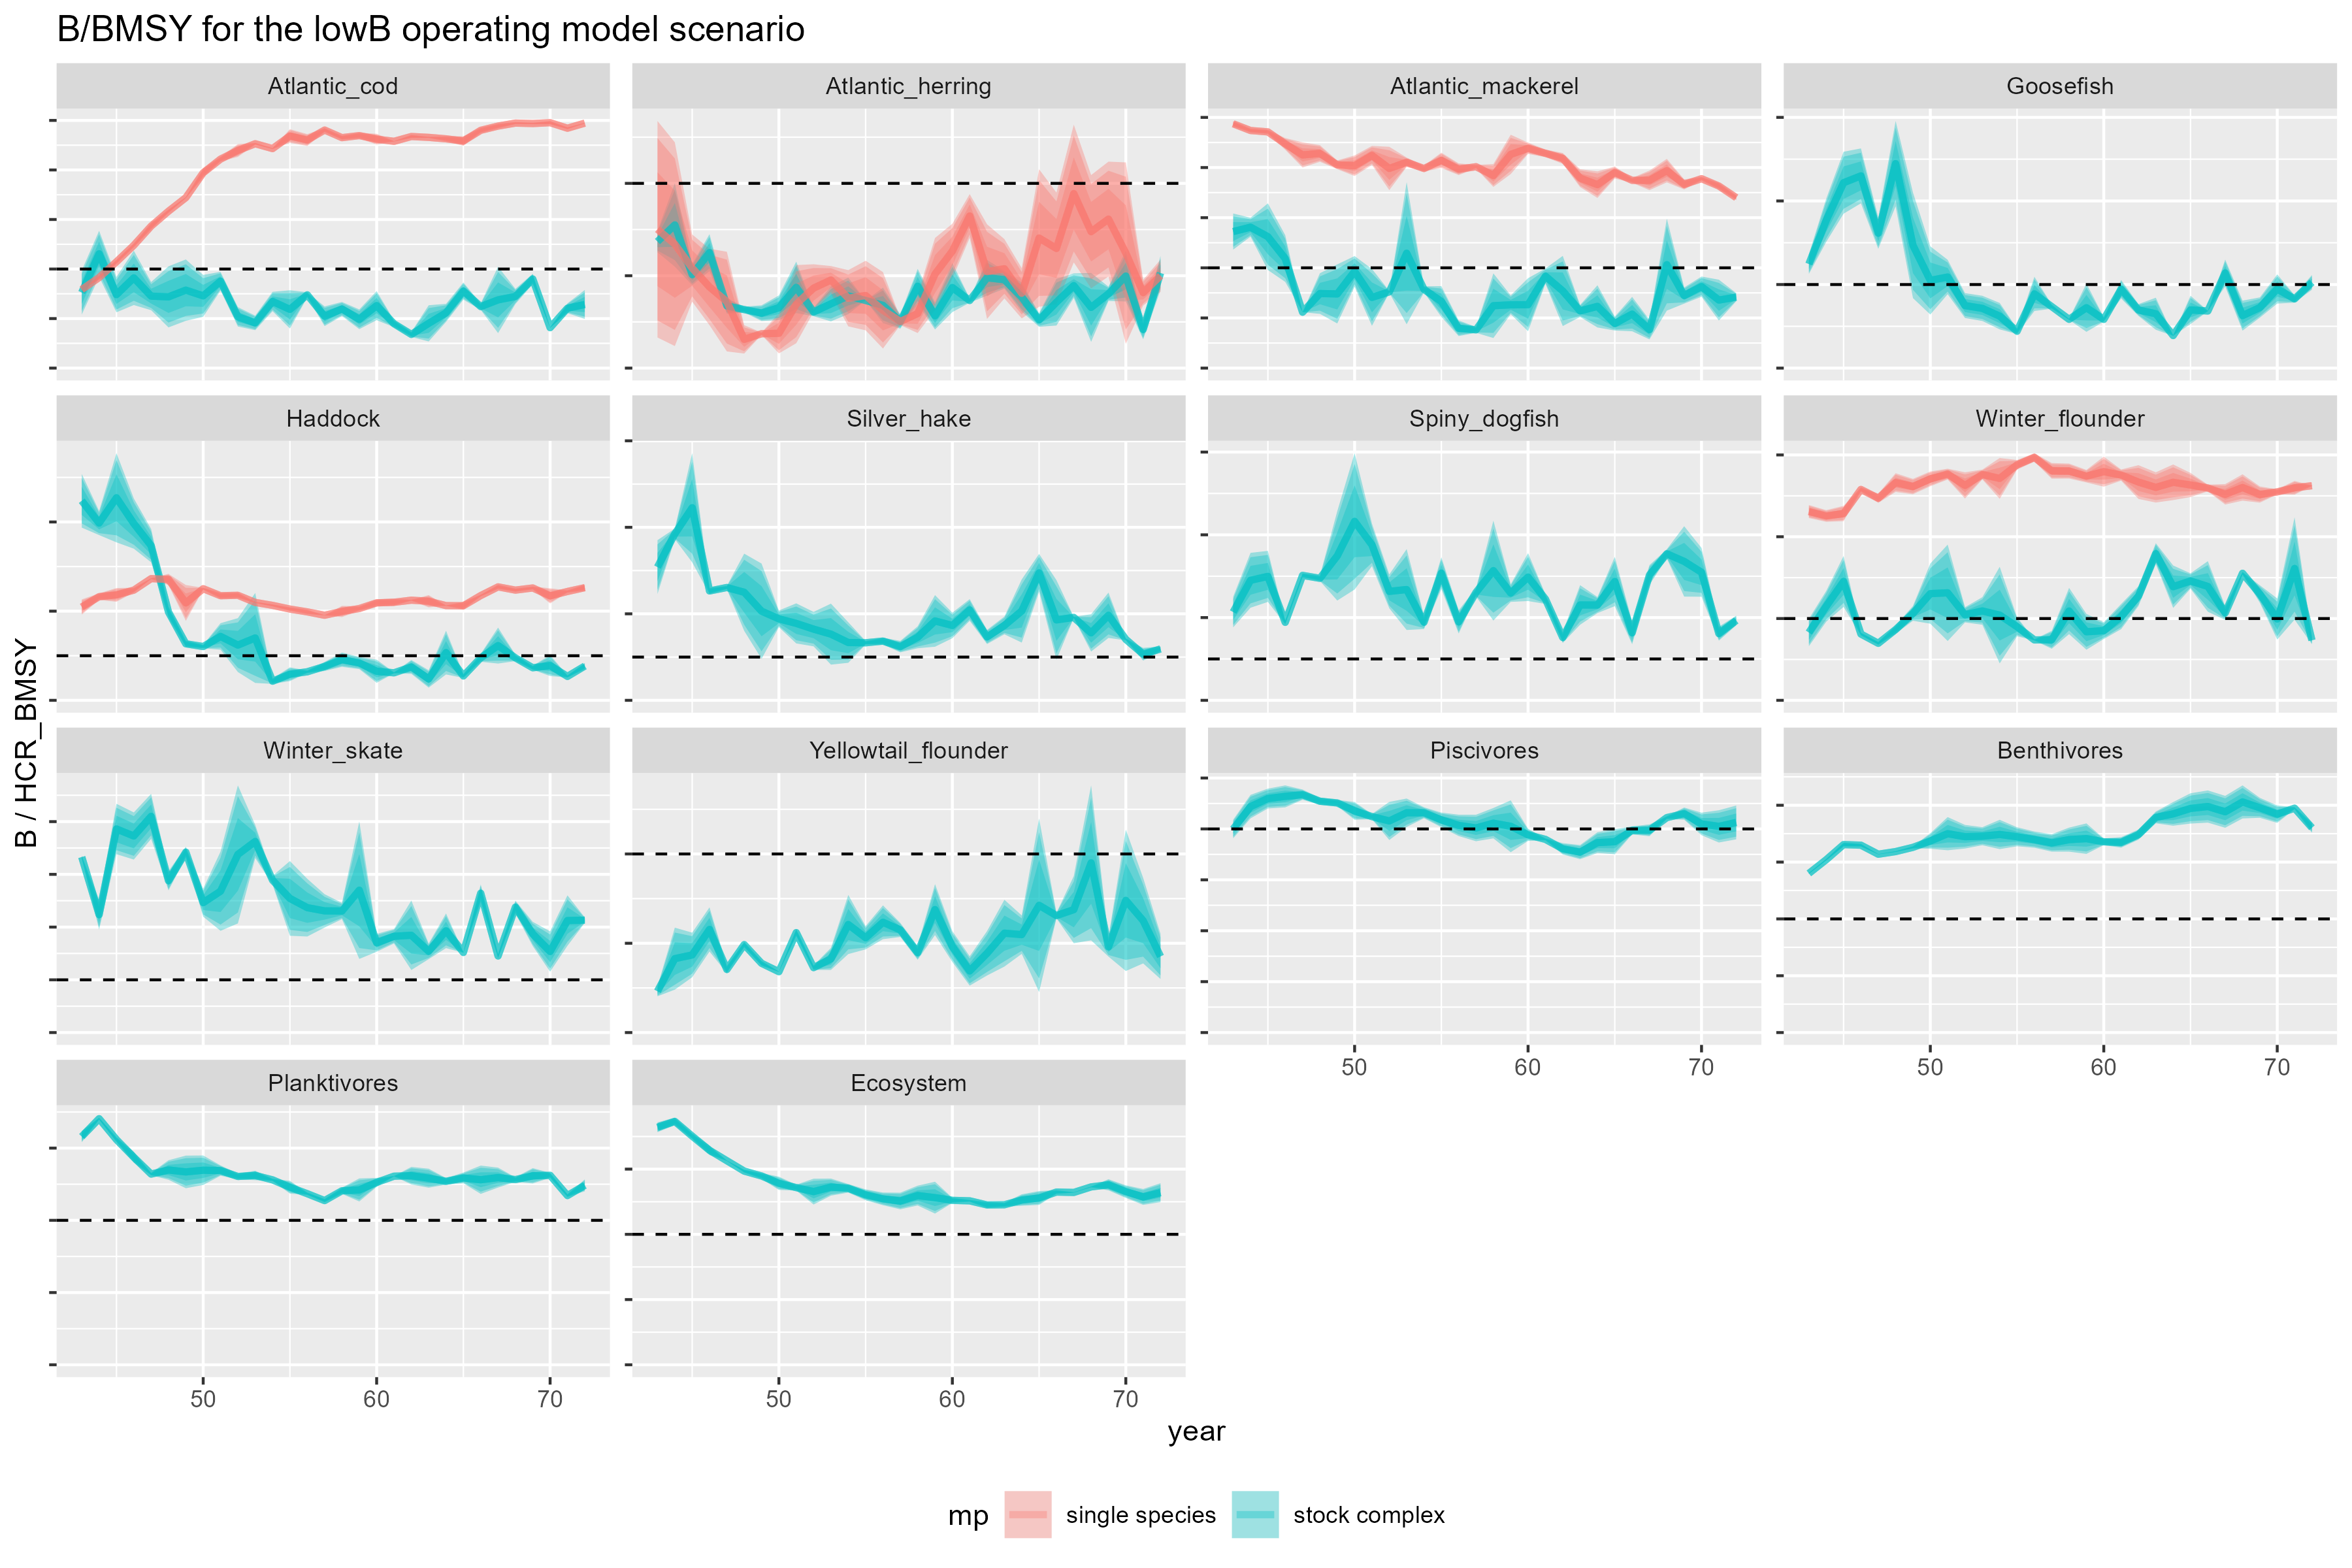 B/BMSY for the lowB operating model scenario
Atlantic_cod
Atlantic_herring
Atlantic_mackerel
Goosefish
Haddock
Silver_hake
Spiny_dogfish
Winter_flounder
B / HCR_BMSY
Winter_skate
Yellowtail_flounder
Piscivores
Benthivores
50 60 70
50 60 70
Planktivores
Ecosystem
50 60 70
50 60 70
year
mp
single species
stock complex